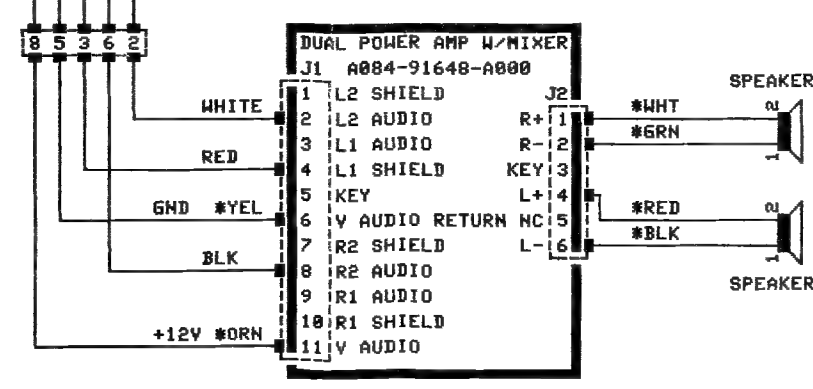 8 5 3 6 2
DUAL POWER AMP W/MIXER
J1 A084-91648-A000
SPEAKER
1 L2 SHIELD J2
WHITE 2 L2 AUDIO R+ 1 *WHT 2
3 L1 AUDIO R- 2 *GRN 1
RED 4 L1 SHIELD KEY 3
5 KEY L+ 4
GND *YEL 6 V AUDIO RETURN NC 5 *RED 2
7 R2 SHIELD L- 6 *BLK 1
BLK 8 R2 AUDIO
SPEAKER
9 R1 AUDIO
10 R1 SHIELD
+12V *ORN 11 V AUDIO